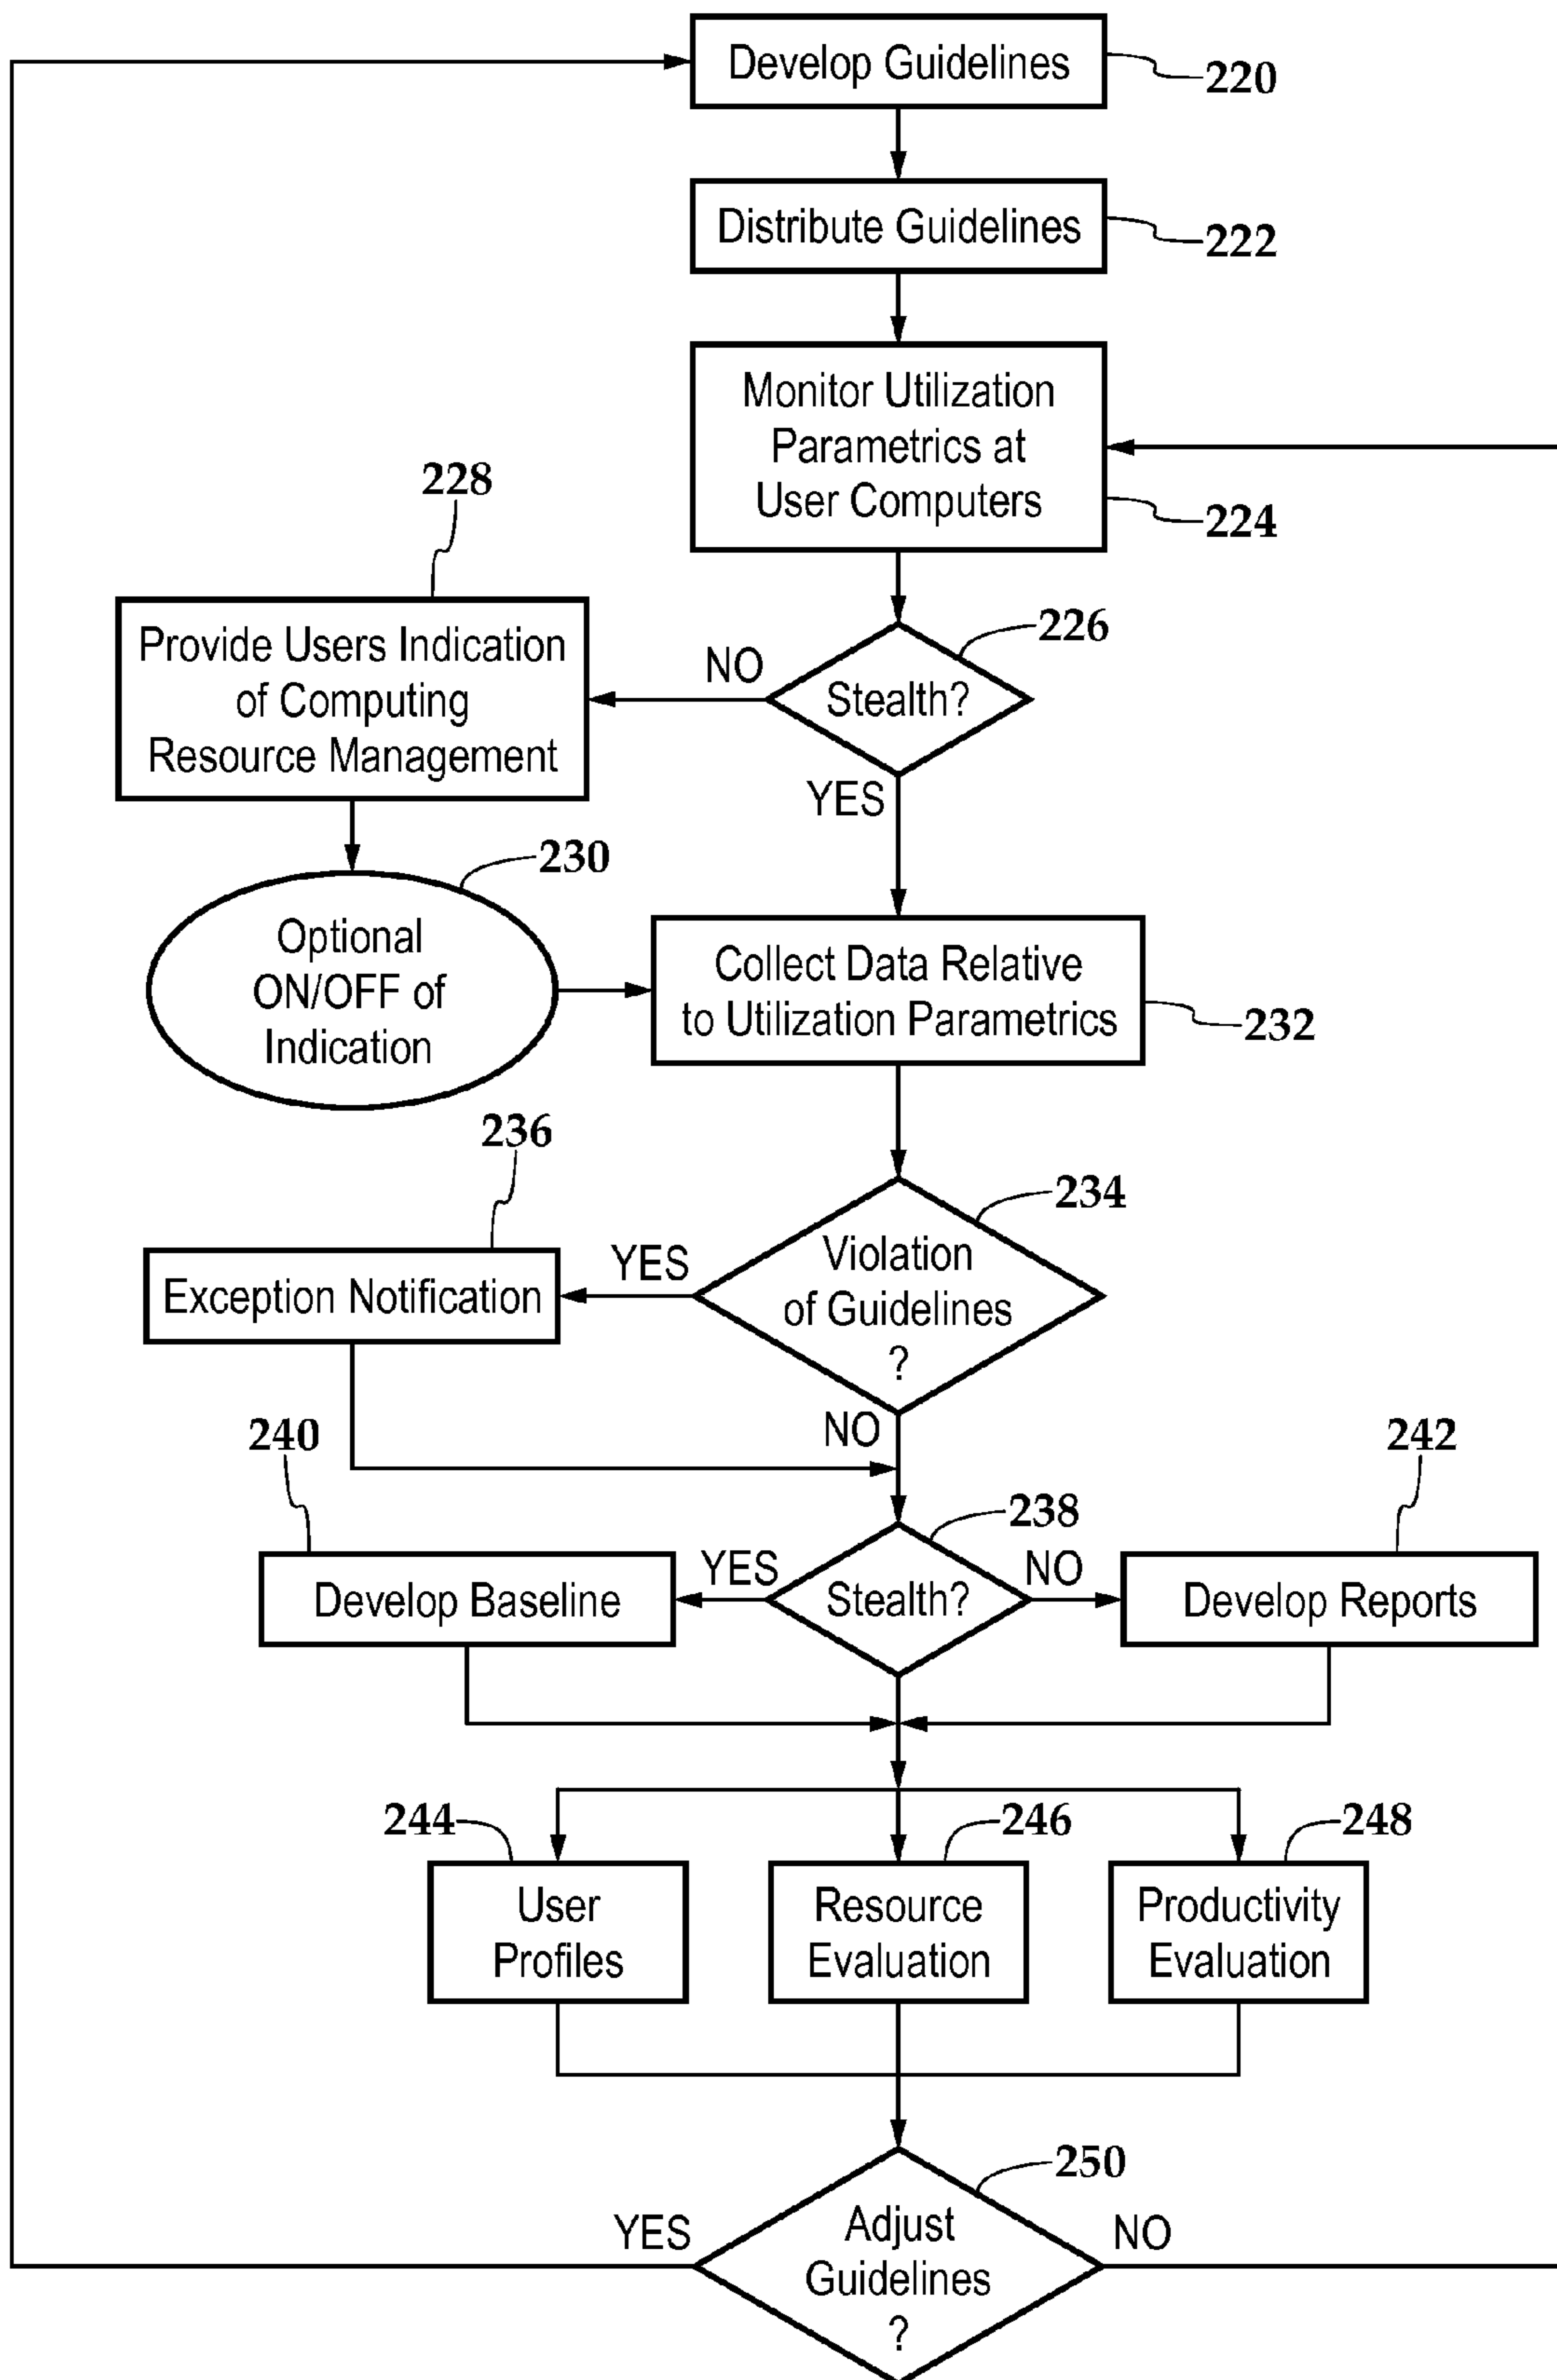 Develop Guidelines
220
Distribute Guidelines
222
Monitor Utilization
Parametrics at
User Computers
224
228
Provide Users Indication
of Computing
Resource Management
NO
226
Stealth?
YES
230
Optional
ON/OFF of
Indication
Collect Data Relative
to Utilization Parametrics
232
236
Exception Notification
YES
234
Violation
of Guidelines
?
NO
240
Develop Baseline
YES
238
Stealth?
NO
242
Develop Reports
244
User
Profiles
246
Resource
Evaluation
248
Productivity
Evaluation
250
YES
Adjust
Guidelines
?
NO